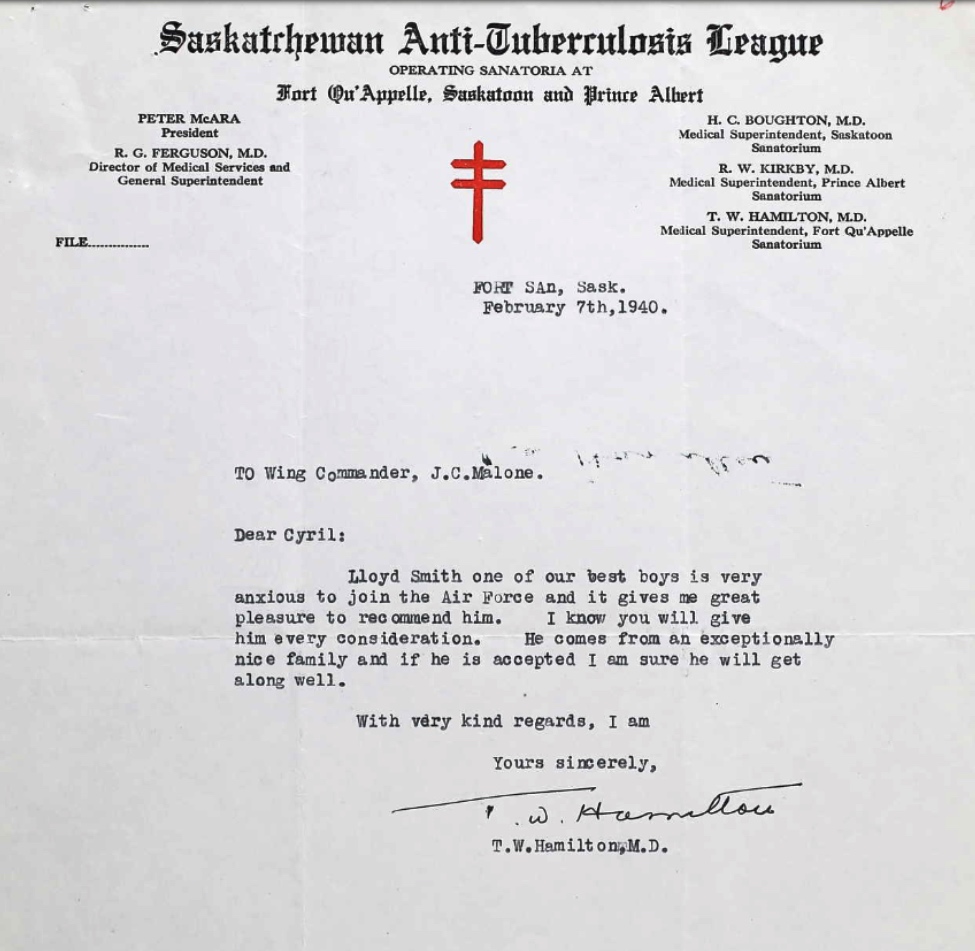 Saskatchewan Anti-Tuberculosis League
OPERATING SANATORIA AT
Fort Qu'Appelle, Saskatoon and Prince Albert
PETER McARA
President
R. G. FERGUSON, M.D.
Director of Medical Services and
General Superintendent
H. C. BOUGHTON, M.D.
Medical Superintendent, Saskatoon
Sanatorium
R. W. KIRKBY, M.D.
Medical Superintendent, Prince Albert
Sanatorium
T. W. HAMILTON, M.D.
Medical Superintendent, Fort Qu'Appelle
Sanatorium
FILE...............
FORT SAn, Sask.
February 7th,1940.
TO Wing Commander, J.C.Malone.
Dear Cyril:
Lloyd Smith one of our best boys is very
anxious to join the Air Force and it gives me great
pleasure to recommend him. I know you will give
him every consideration. He comes from an exceptionally
nice family and if he is accepted I am sure he will get
along well.
With very kind regards, I am
Yours sincerely,
T. W. Hamilton
T.W.Hamilton,M.D.